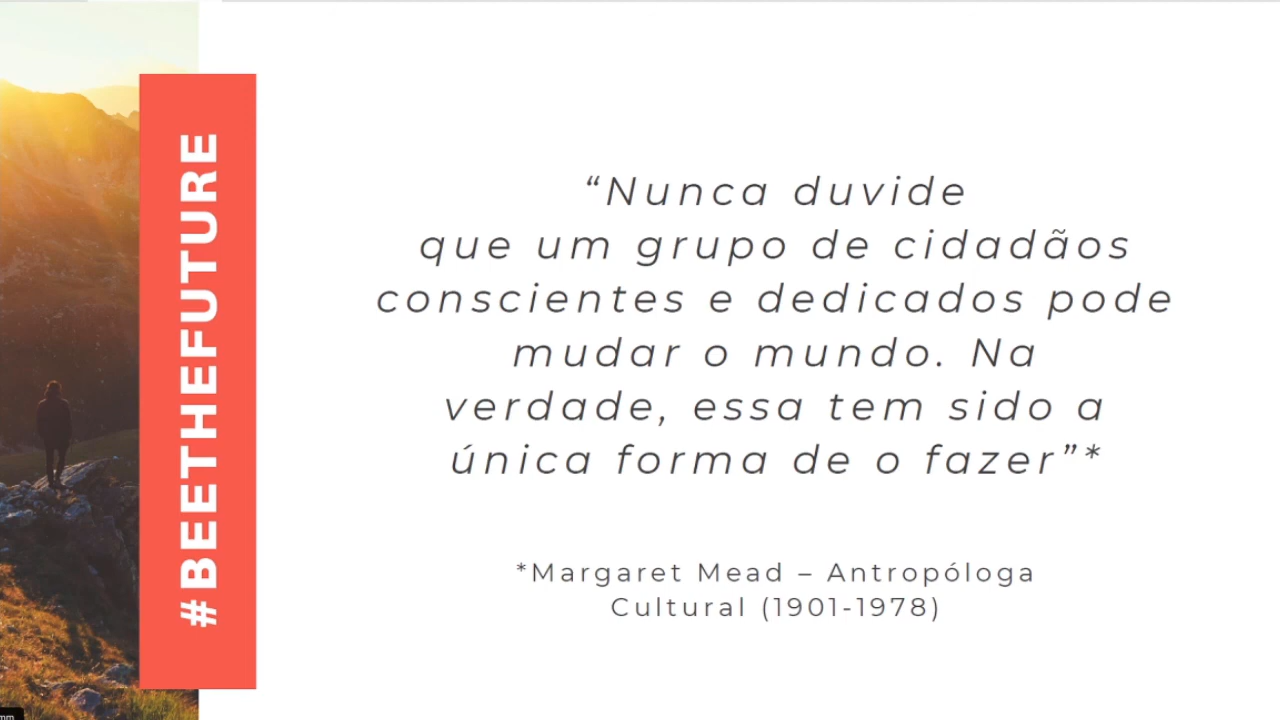 #BEETHEFUTURE
“Nunca duvide
que um grupo de cidadãos
conscientes e dedicados pode
mudar o mundo. Na
verdade, essa tem sido a
única forma de o fazer”*
*Margaret Mead – Antropóloga
Cultural (1901-1978)